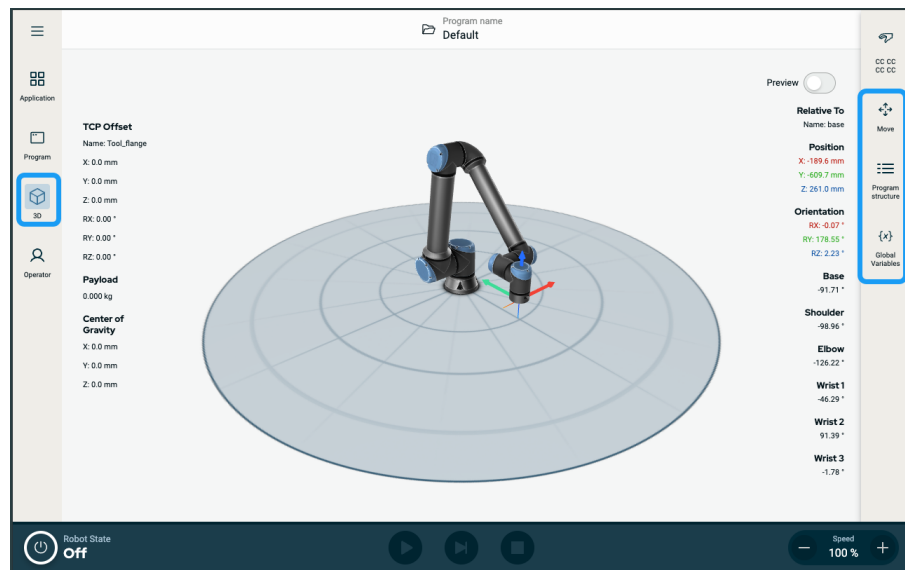 Program name
Default
Application
Program
3D
Operator
TCP Offset
Name: Tool_flange
X: 0.0 mm
Y: 0.0 mm
Z: 0.0 mm
RX: 0.00 °
RY: 0.00 °
RZ: 0.00 °
Payload
0.000 kg
Center of
Gravity
X: 0.0 mm
Y: 0.0 mm
Z: 0.0 mm
Preview
Relative To
Name: base
Position
X: -189.6 mm
Y: -609.7 mm
Z: 261.0 mm
Orientation
RX: -0.07 °
RY: 178.55 °
RZ: 2.23 °
Base
-91.71 °
Shoulder
-98.96 °
Elbow
-126.22 °
Wrist 1
-46.29 °
Wrist 2
91.39 °
Wrist 3
-1.78 °
CC CC
CC CC
Move
Program
structure
{x}
Global
Variables
Robot State
Off
Speed
100 %